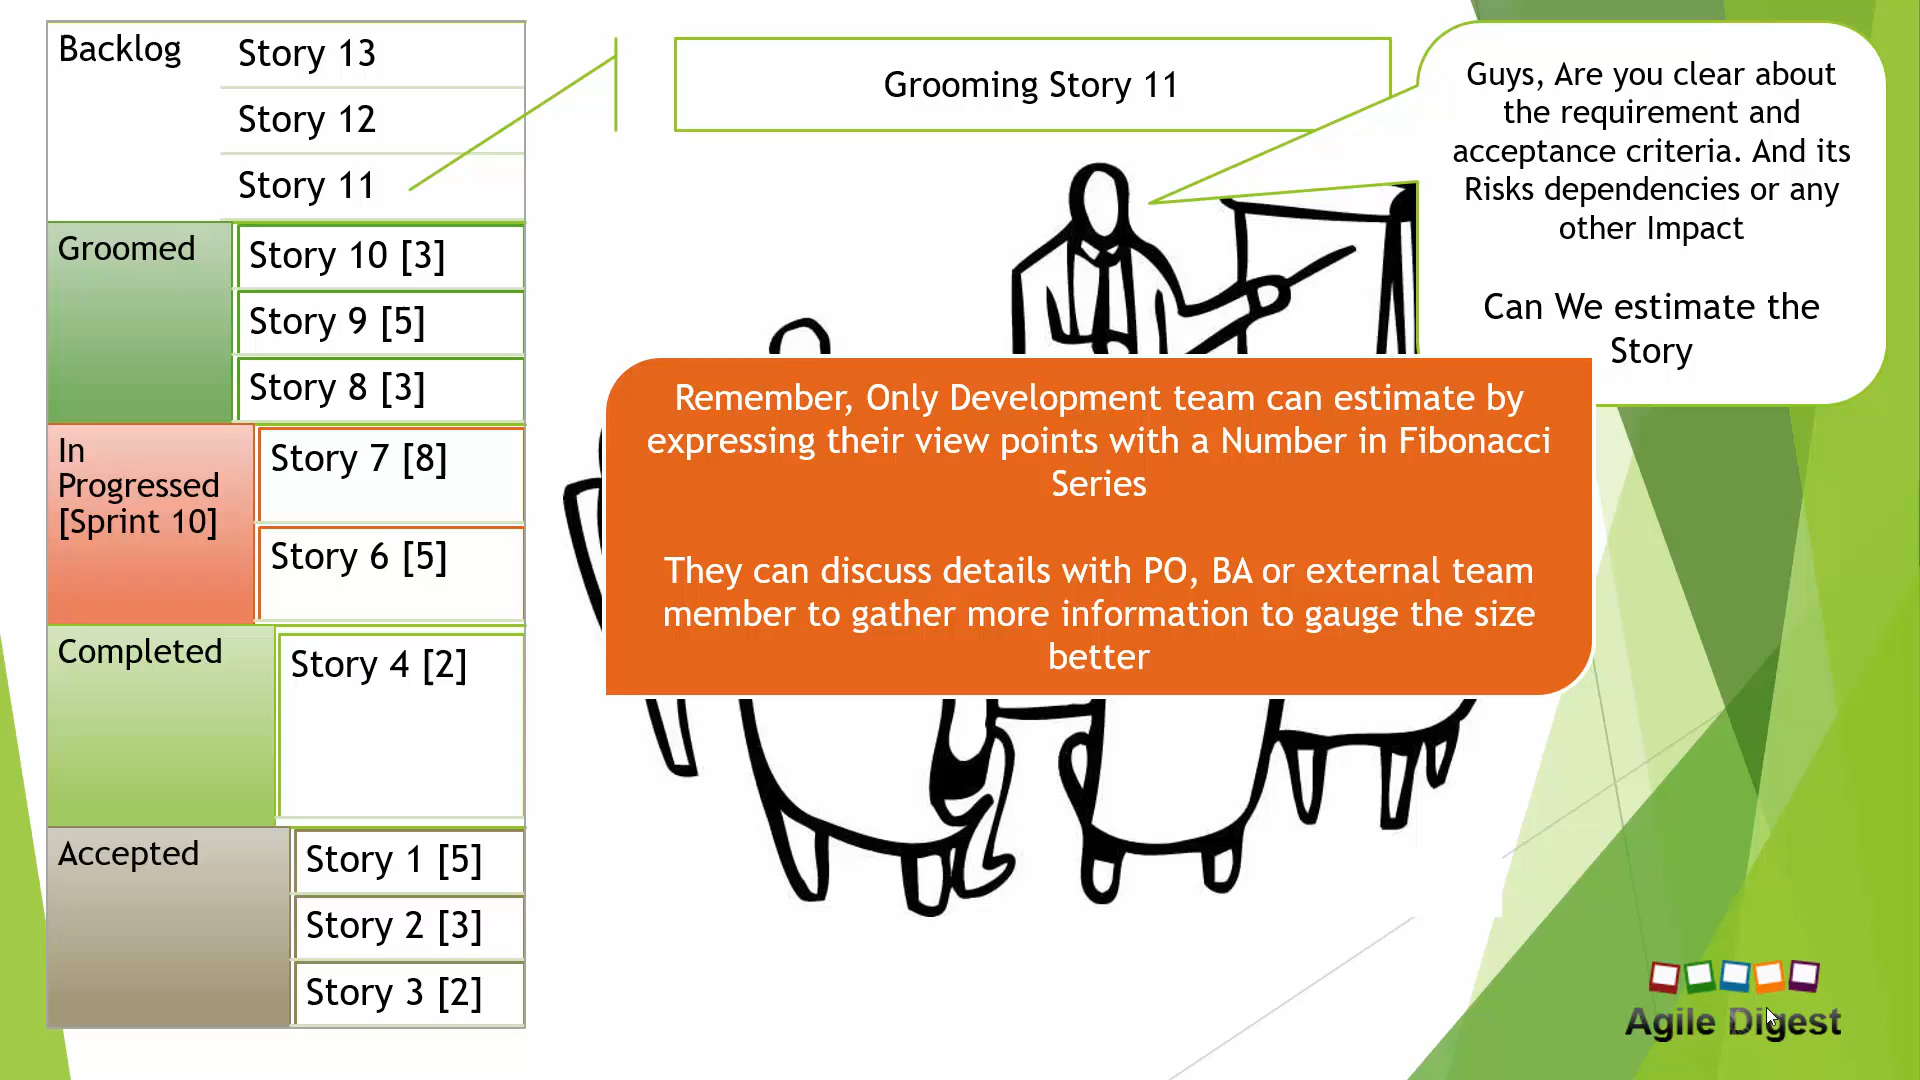 Backlog
Story 13
Story 12
Story 11
Groomed
Story 10 [3]
Story 9 [5]
Story 8 [3]
In
Progressed
[Sprint 10]
Story 7 [8]
Story 6 [5]
Completed
Story 4 [2]
Accepted
Story 1 [5]
Story 2 [3]
Story 3 [2]
Grooming Story 11
Guys, Are you clear about
the requirement and
acceptance criteria. And its
Risks dependencies or any
other Impact
Can We estimate the
Story
Remember, Only Development team can estimate by
expressing their view points with a Number in Fibonacci
Series
They can discuss details with PO, BA or external team
member to gather more information to gauge the size
better
Agile Digest